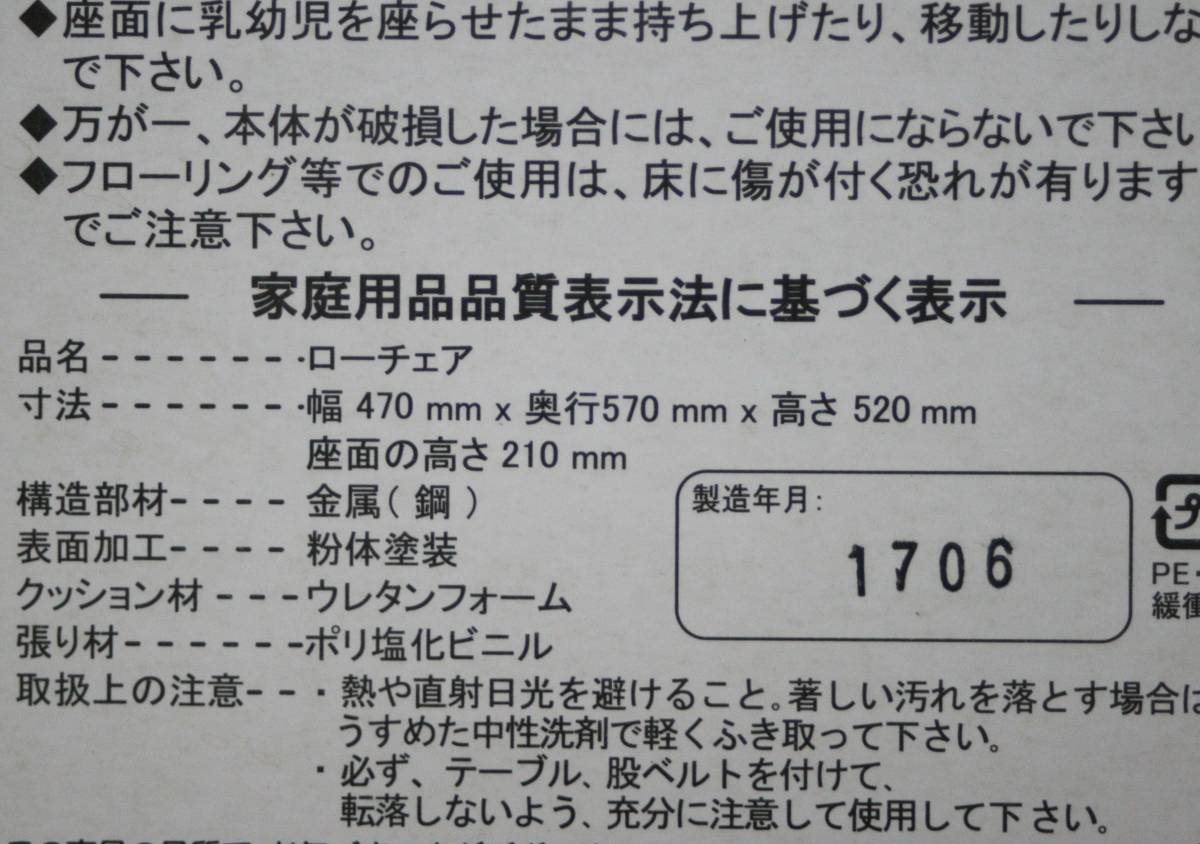 ◆座面に乳幼児を座らせたまま持ち上げたり、移動したりしな
で下さい。
◆万が一、本体が破損した場合には、ご使用にならないで下さい
◆フローリング等でのご使用は、床に傷が付く恐れが有ります
でご注意下さい。
家庭用品品質表示法に基づく表示
品名-------・ローチェア
寸法-------・幅 470 mm x 奥行570 mm x 高さ 520 mm
座面の高さ 210 mm
構造部材---- 金属( 鋼 )
表面加工---- 粉体塗装
クッション材 ---ウレタンフォーム
張り材------ポリ塩化ビニル
取扱上の注意--・熱や直射日光を避けること。著しい汚れを落とす場合は
うすめた中性洗剤で軽くふき取って下さい。
・必ず、テーブル、股ベルトを付けて、
転落しないよう、充分に注意して使用して下さい。
製造年月:
1706
プ
PE・
緩衝